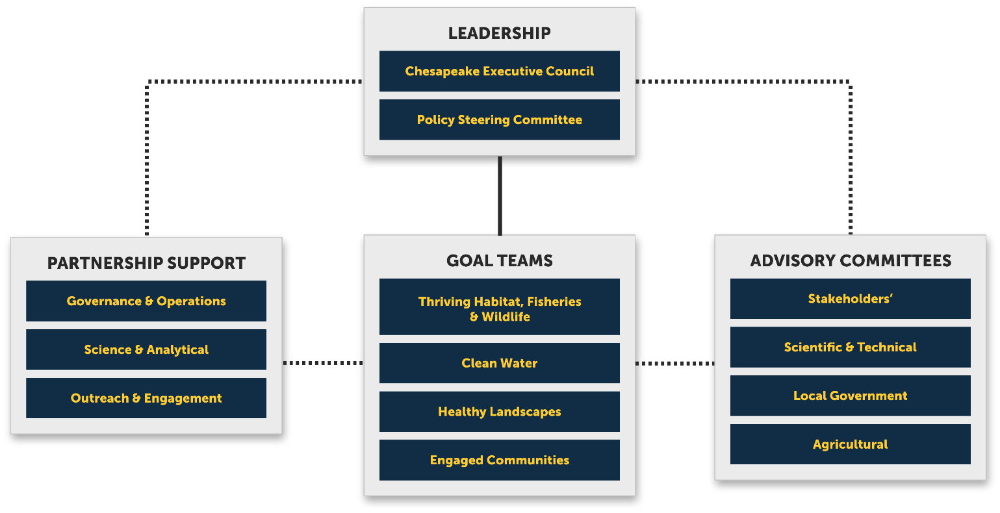 LEADERSHIP
Chesapeake Executive Council
Policy Steering Committee
PARTNERSHIP SUPPORT
Governance & Operations
Science & Analytical
Outreach & Engagement
GOAL TEAMS
Thriving Habitat, Fisheries
& Wildlife
Clean Water
Healthy Landscapes
Engaged Communities
ADVISORY COMMITTEES
Stakeholders’
Scientific & Technical
Local Government
Agricultural